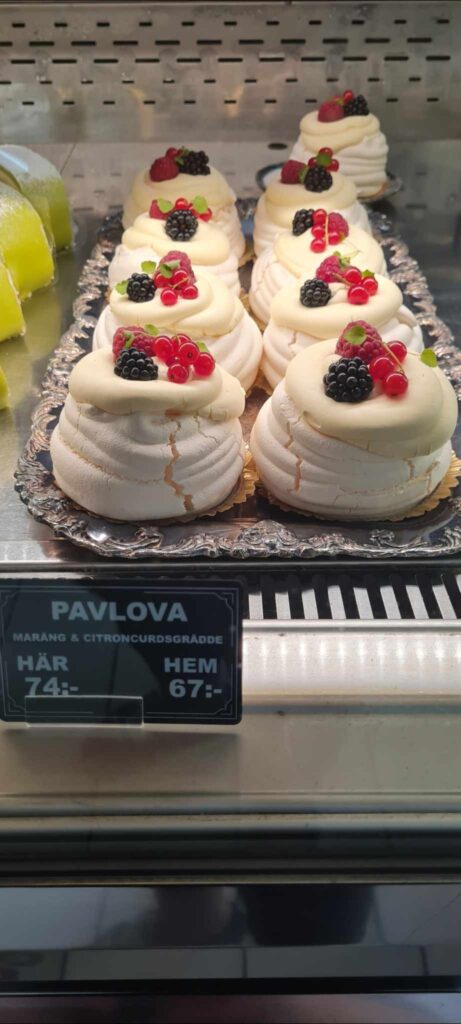 PAVLOVA
MARÄNG & CITRONCURDSGRÄDDE
HÄR HEM
74:- 67:-